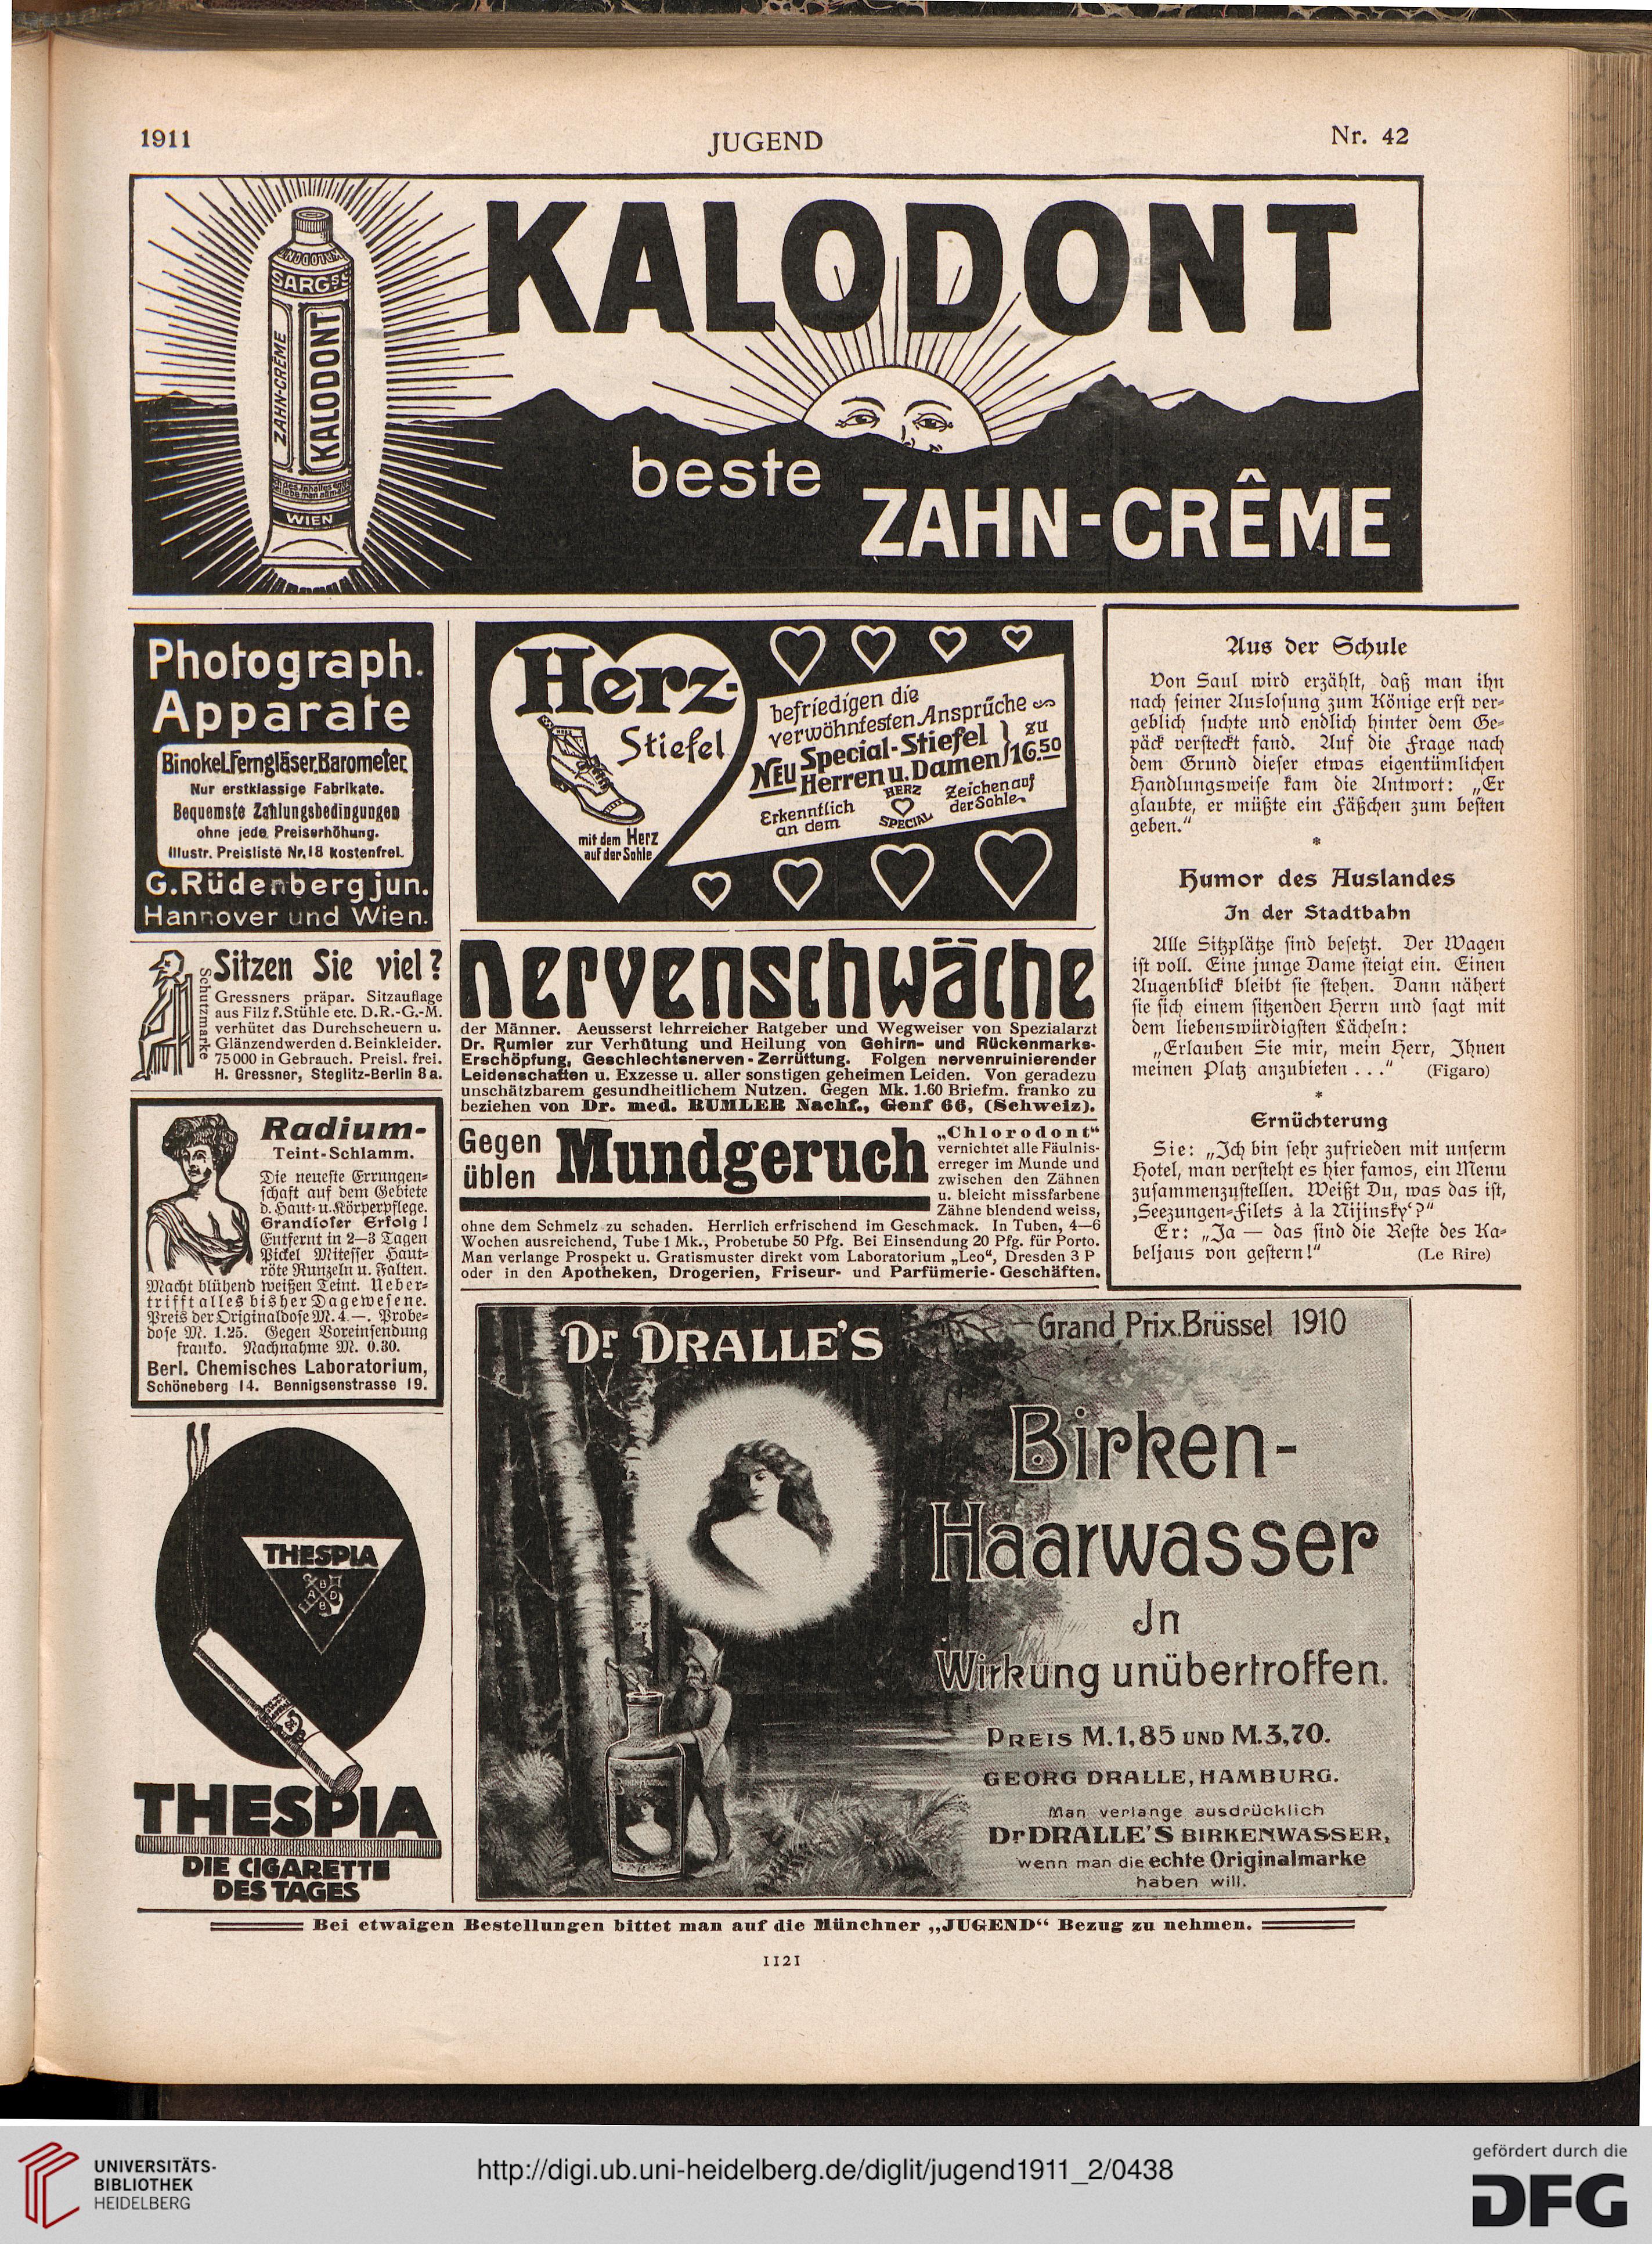 1911
JUGEND
Nr. 42
KALODONT
SARGS
ZAHN-CRÈME
KALODONT
WIEN
beste
ZAHN-CRÊME
Photograph.
Apparate
Binokel.Ferngläser.Barometer.
Nur erstklassige Fabrikate.
Bequemste Zahlungsbedingungen
ohne jede Preiserhöhung.
Illustr. Preisliste Nr.18 kostenfrei.
G.Rüdenberg jun.
Hannover und Wien.
Schutzmarke
Sitzen Sie viel?
Gressners präpar. Sitzauflage
aus Filz f.Stühle etc. D.R.-G.-M.
verhütet das Durchscheuern u.
Glänzendwerden d.Beinkleider.
75000 in Gebrauch. Preisl. frei.
H. Gressner, Steglitz-Berlin 8a.
Radium-
Teint-Schlamm.
Die neueste Errungen-
schaft auf dem Gebiete
d. Haut- u. Körperpflege.
Grandioser Erfolg!
Entfernt in 2—3 Tagen
Pickel Mitesser Haut-
röte Runzeln u. Falten.
Macht blühend weißen Teint. Ueber-
trifft alles bisher Dagewesene.
Preis der Originaldose M. 4.—. Probe-
dose M. 1.25. Gegen Voreinsendung
franko. Nachnahme M. 0.30.
Berl. Chemisches Laboratorium,
Schöneberg 14. Bennigsenstrasse 19.
THESPIA
THESPIA
DIE CIGARETTE
DES TAGES
Herz-
Stiefel
mit dem Herz
auf der Sohle
befriedigen die
verwöhntesten Ansprüche
NEU Special-Stiefel } zu
Herren u. Damen } 16.50
Erkenntlich
an dem
HERZ
SPECIAL
Zeichen auf
der Sohle
Nervenschwäche
der Männer. Aeusserst lehrreicher Ratgeber und Wegweiser von Spezialarzt
Dr. Rumler zur Verhütung und Heilung von Gehirn- und Rückenmarks-
Erschöpfung, Geschlechtsnerven-Zerrüttung. Folgen nervenruinierender
Leidenschaften u. Exzesse u. aller sonstigen geheimen Leiden. Von geradezu
unschätzbarem gesundheitlichem Nutzen. Gegen Mk. 1.60 Briefm. franko zu
beziehen von Dr. med. RUMLER Nachf., Genf 66, (Schweiz).
Gegen
üblen
Mundgeruch
„Chlorodont“
vernichtet alle Fäulnis-
erreger im Munde und
zwischen den Zähnen
u. bleicht missfarbene
Zähne blendend weiss,
ohne dem Schmelz zu schaden. Herrlich erfrischend im Geschmack. In Tuben, 4—6
Wochen ausreichend, Tube 1 Mk., Probetube 50 Pfg. Bei Einsendung 20 Pfg. für Porto.
Man verlange Prospekt u. Gratismuster direkt vom Laboratorium „Leo“, Dresden 3 P
oder in den Apotheken, Drogerien, Friseur- und Parfümerie-Geschäften.
Aus der Schule
Von Saul wird erzählt, daß man ihn
nach seiner Auslosung zum Könige erst ver-
geblich suchte und endlich hinter dem Ge-
päck versteckt fand. Auf die Frage nach
dem Grund dieser etwas eigentümlichen
Handlungsweise kam die Antwort: „Er
glaubte, er müßte ein Fäßchen zum besten
geben.“
*
Humor des Auslandes
In der Stadtbahn
Alle Sitzplätze sind besetzt. Der Wagen
ist voll. Eine junge Dame steigt ein. Einen
Augenblick bleibt sie stehen. Dann nähert
sie sich einem sitzenden Herrn und sagt mit
dem liebenswürdigsten Lächeln:
„Erlauben Sie mir, mein Herr, Ihnen
meinen Platz anzubieten . . .“ (Figaro)
*
Ernüchterung
Sie: „Ich bin sehr zufrieden mit unserm
Hotel, man versteht es hier famos, ein Menu
zusammenzustellen. Weißt Du, was das ist,
‚Seezungen-Filets à la Nijinsky‘?“
Er: „Ja — das sind die Reste des Ka-
beljaus von gestern!“ (Le Rire)
Dr DRALLE'S
Grand Prix.Brüssel 1910
Birken-
Haarwasser
In
Wirkung unübertroffen.
PREIS M.1,85 UND M.3,70.
GEORG DRALLE, HAMBURG.
Man verlange ausdrücklich
Dr DRALLE'S BIRKENWASSER,
wenn man die echte Originalmarke
haben will.
Bei etwaigen Bestellungen bittet man auf die Münchner „JUGEND“ Bezug zu nehmen.
1121
UNIVERSITÄTS-
BIBLIOTHEK
HEIDELBERG
http://digi.ub.uni-heidelberg.de/diglit/jugend1911_2/0438
gefördert durch die
DFG